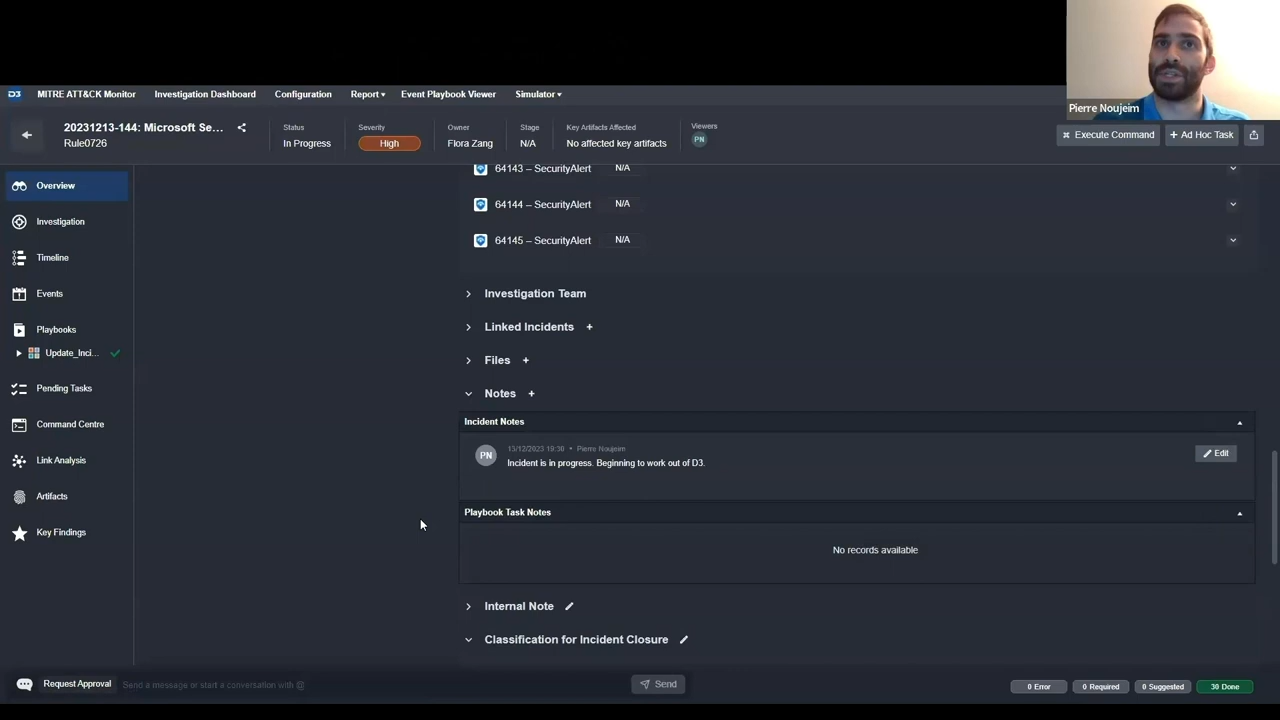 Pierre Noujeim
D3 MITRE ATT&CK Monitor Investigation Dashboard Configuration Report Event Playbook Viewer Simulator
20231213-144: Microsoft Se...
Rule0726
Status
In Progress
Severity
High
Owner
Flora Zang
Stage
N/A
Key Artifacts Affected
No affected key artifacts
Viewers
PN
Execute Command
+ Ad Hoc Task
Overview
Investigation
Timeline
Events
Playbooks
Update_Inci...
Pending Tasks
Command Centre
Link Analysis
Artifacts
Key Findings
64143 – SecurityAlert N/A
64144 – SecurityAlert N/A
64145 – SecurityAlert N/A
Investigation Team
Linked Incidents +
Files +
Notes +
Incident Notes
PN
13/12/2023 19:30 • Pierre Noujeim
Incident is in progress. Beginning to work out of D3.
Edit
Playbook Task Notes
No records available
Internal Note
Classification for Incident Closure
Request Approval
Send a message or start a conversation with @
Send
0 Error
0 Required
0 Suggested
30 Done